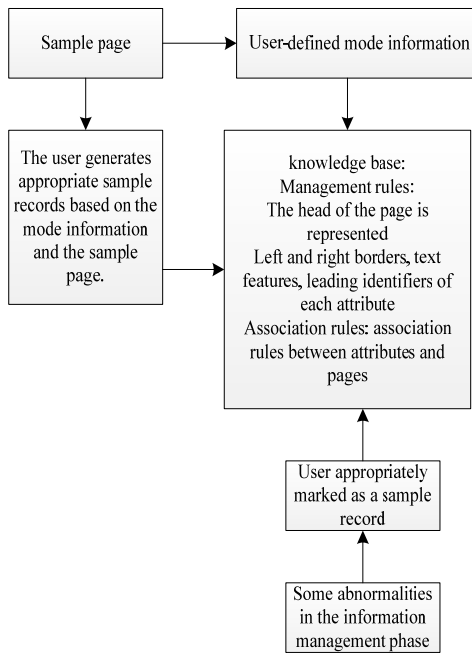 Sample page
User-defined mode information
The user generates
appropriate sample
records based on the
mode information
and the sample
page.
knowledge base:
Management rules:
The head of the page is
represented
Left and right borders, text
features, leading identifiers of
each attribute
Association rules: association
rules between attributes and
pages
User appropriately
marked as a sample
record
Some abnormalities
in the information
management phase